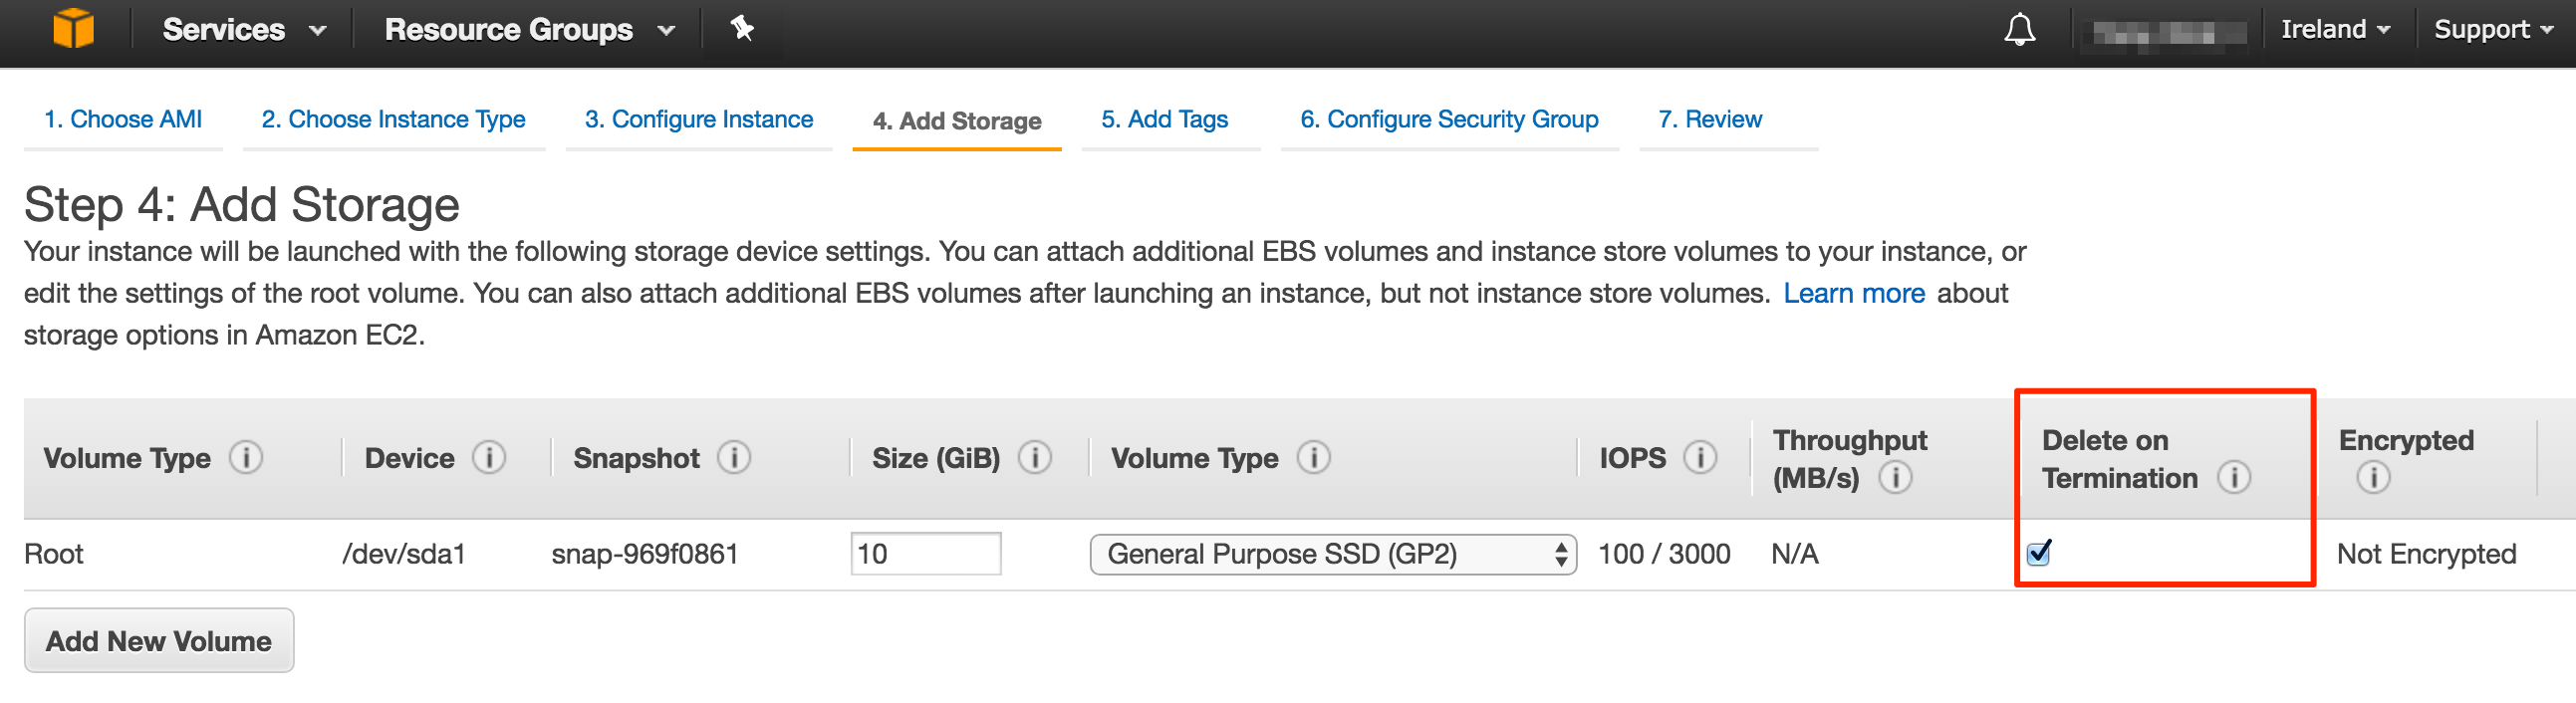 Services Resource Groups Ireland Support
1. Choose AMI 2. Choose Instance Type 3. Configure Instance 4. Add Storage 5. Add Tags 6. Configure Security Group 7. Review
Step 4: Add Storage
Your instance will be launched with the following storage device settings. You can attach additional EBS volumes and instance store volumes to your instance, or
edit the settings of the root volume. You can also attach additional EBS volumes after launching an instance, but not instance store volumes. Learn more about
storage options in Amazon EC2.
Volume Type Device Snapshot Size (GiB) Volume Type IOPS Throughput (MB/s) Delete on Termination Encrypted
Root /dev/sda1 snap-969f0861 10 General Purpose SSD (GP2) 100 / 3000 N/A Not Encrypted
Add New Volume